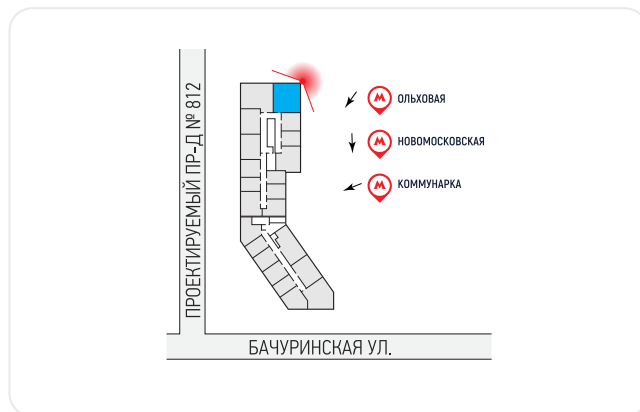 ПРОЕКТИРУЕМЫЙ ПР-Д № 812
М ОЛЬХОВАЯ
М НОВОМОСКОВСКАЯ
М КОММУНАРКА
БАЧУРИНСКАЯ УЛ.